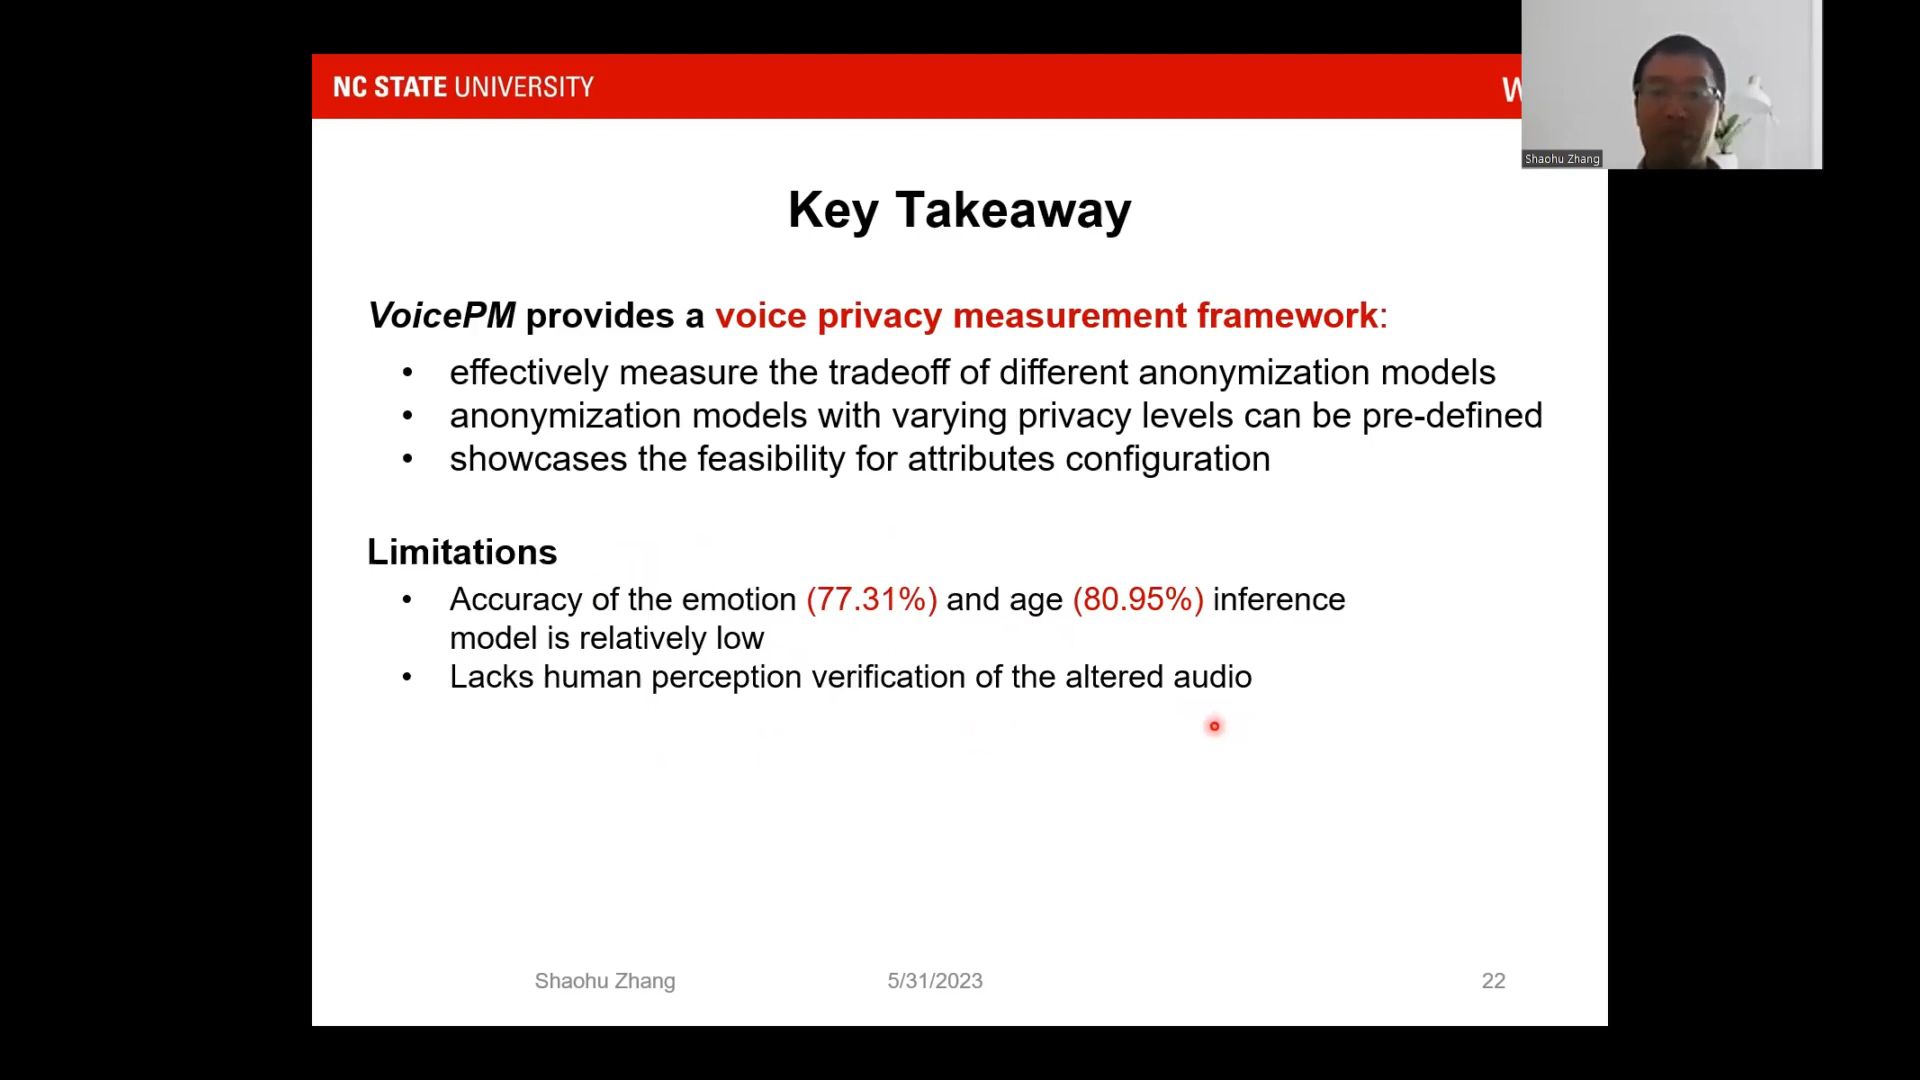 NC STATE UNIVERSITY
W
Shaohu Zhang
Key Takeaway
VoicePM provides a voice privacy measurement framework:
• effectively measure the tradeoff of different anonymization models
• anonymization models with varying privacy levels can be pre-defined
• showcases the feasibility for attributes configuration
Limitations
• Accuracy of the emotion (77.31%) and age (80.95%) inference
model is relatively low
• Lacks human perception verification of the altered audio
Shaohu Zhang 5/31/2023 22